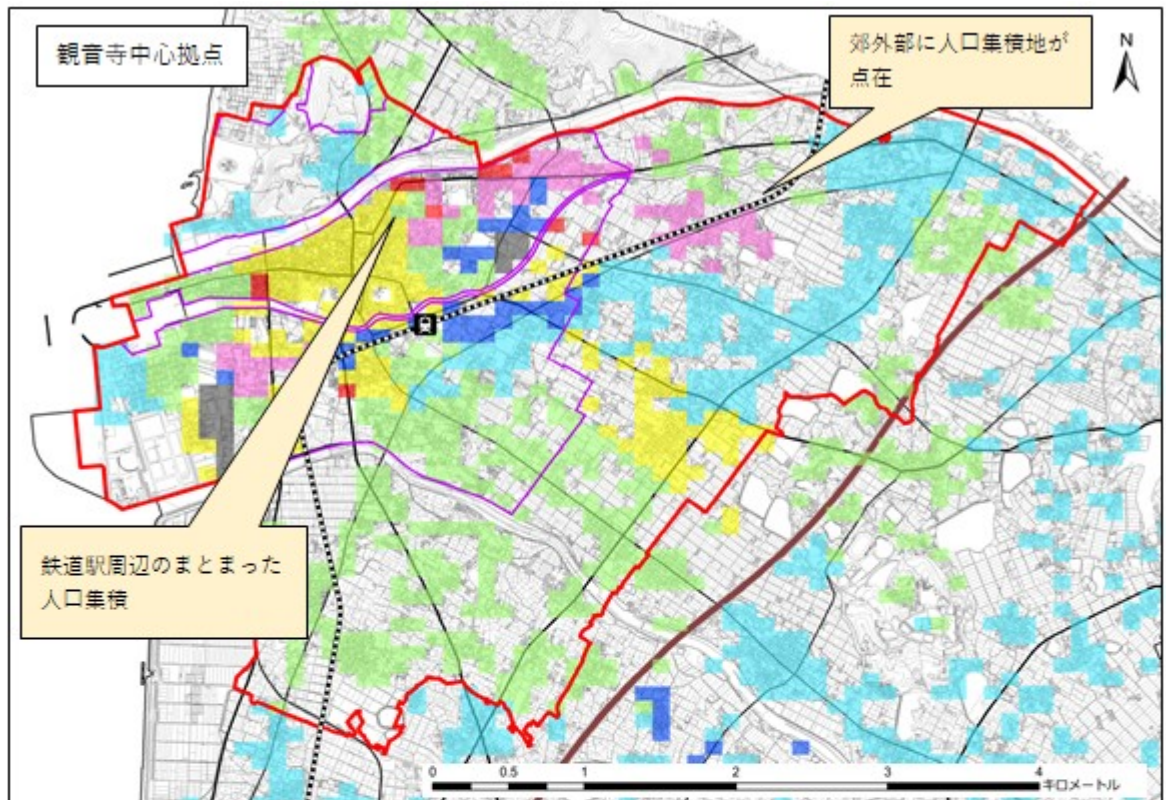 観音寺中心拠点
郊外部に人口集積地が
点在
N
鉄道駅周辺のまとまった
人口集積
0 0.5 1 2 3 4
キロメートル